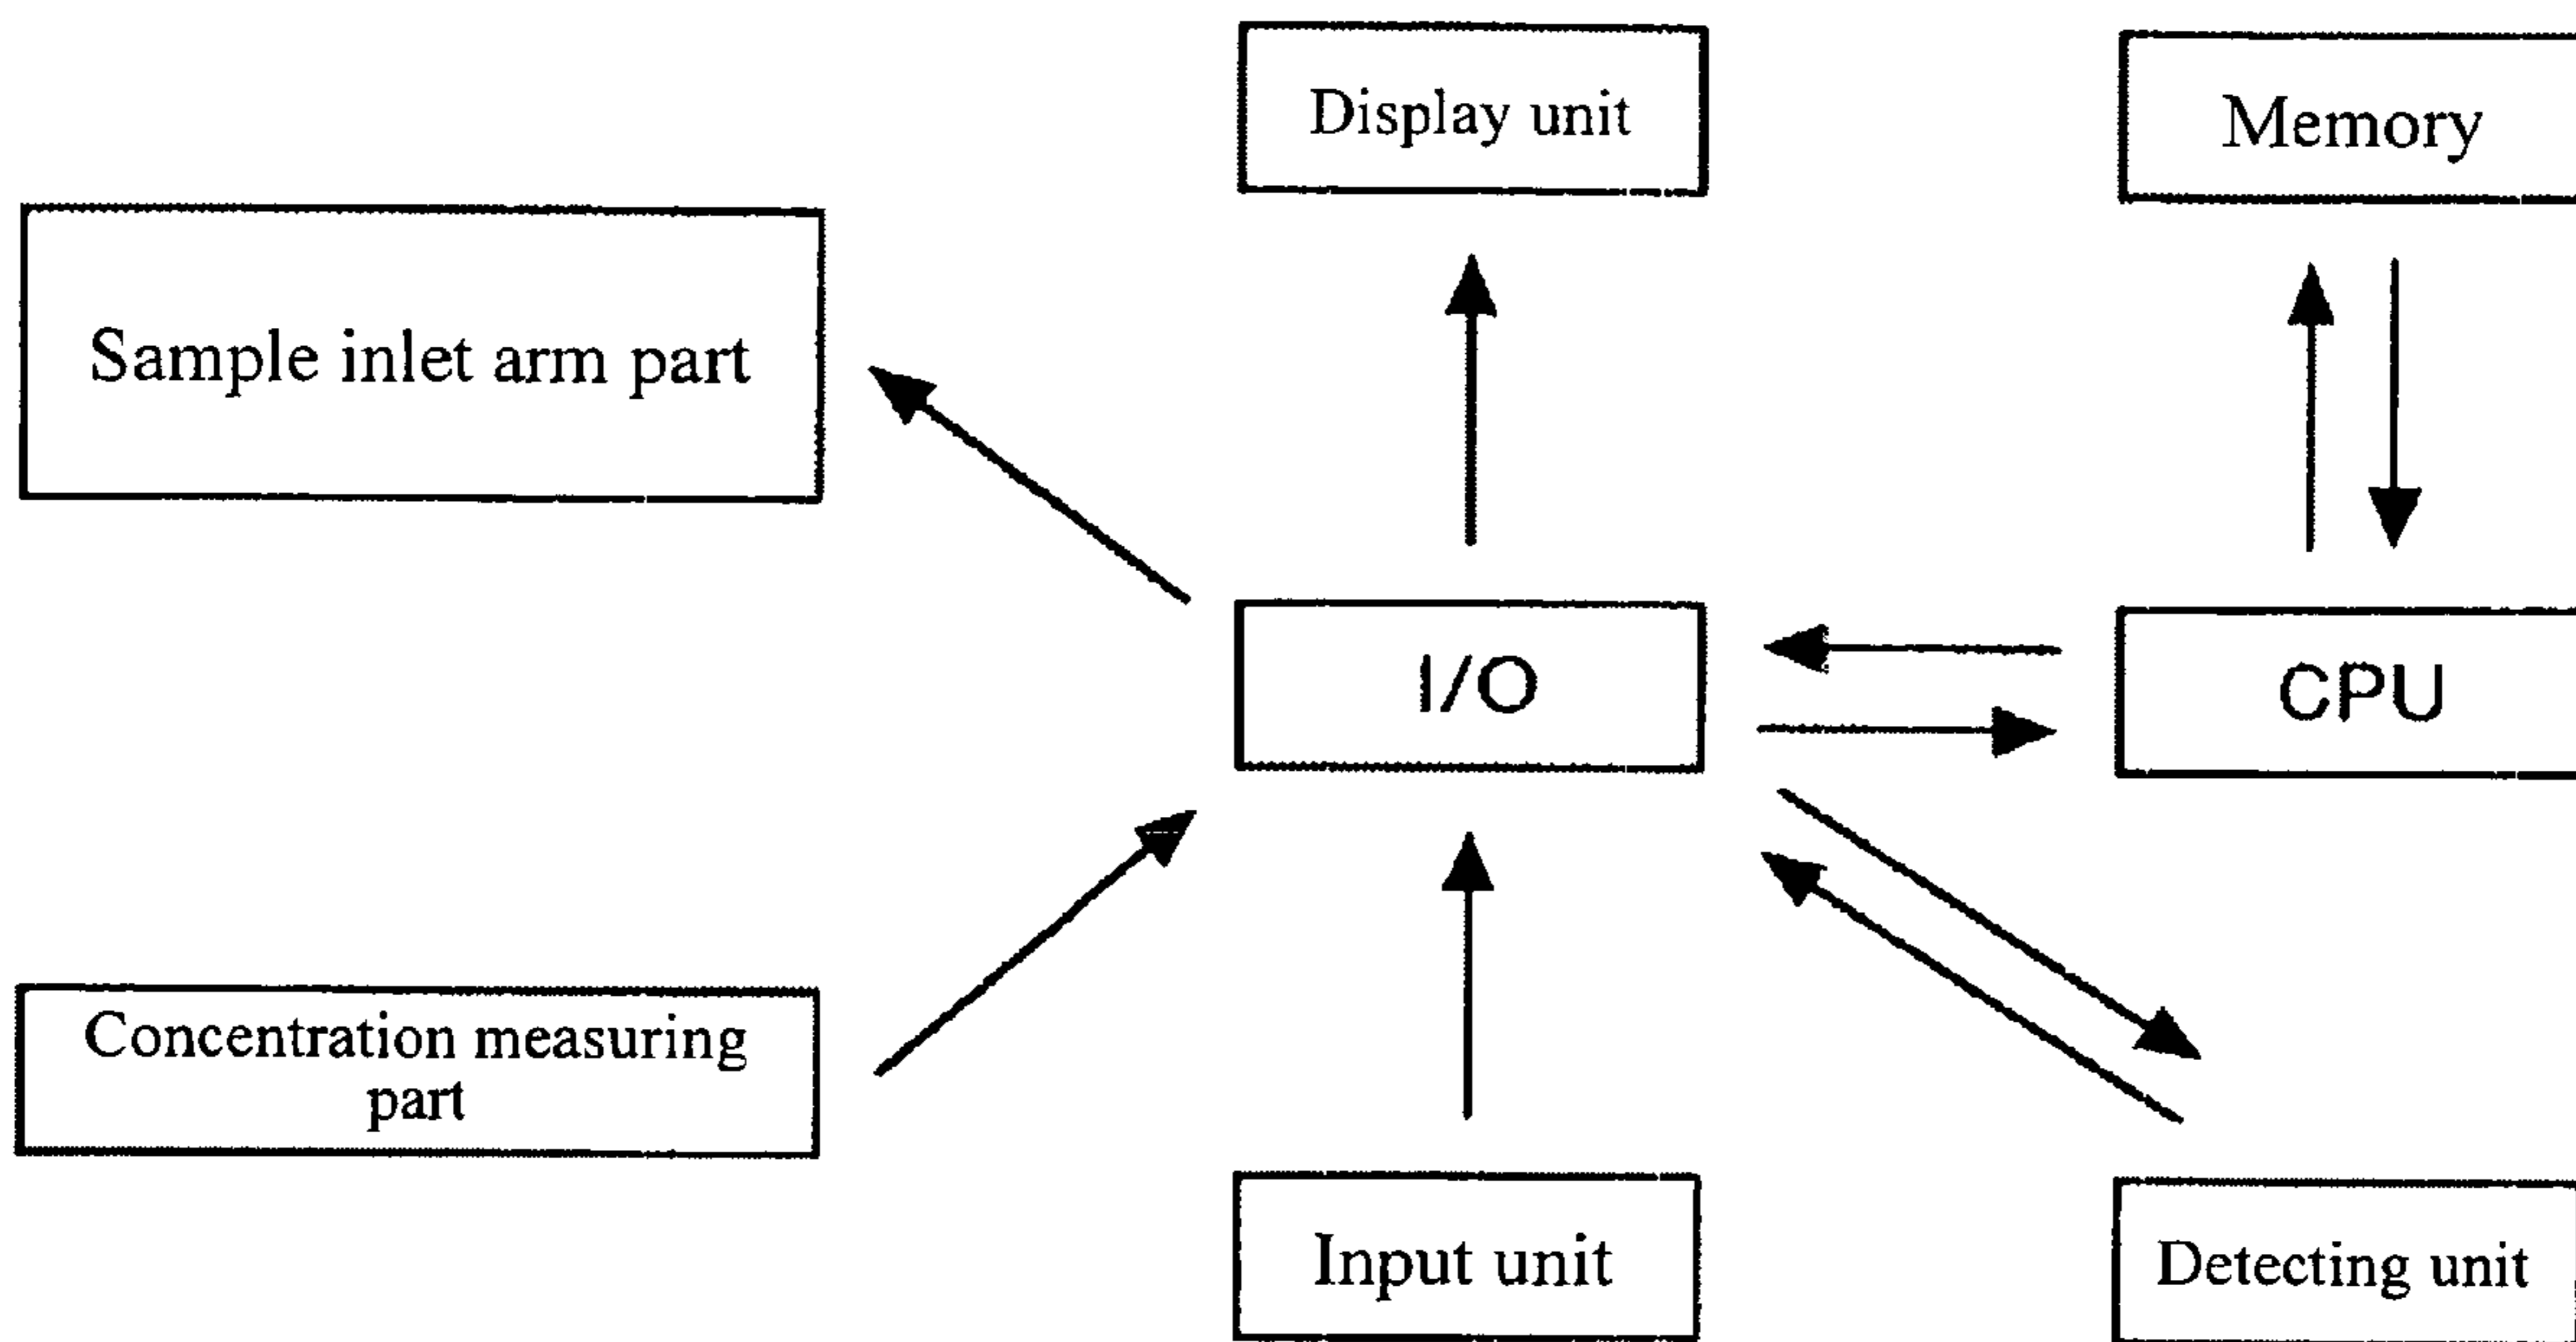 Display unit
Memory
Sample inlet arm part
I/O
CPU
Concentration measuring
part
Input unit
Detecting unit